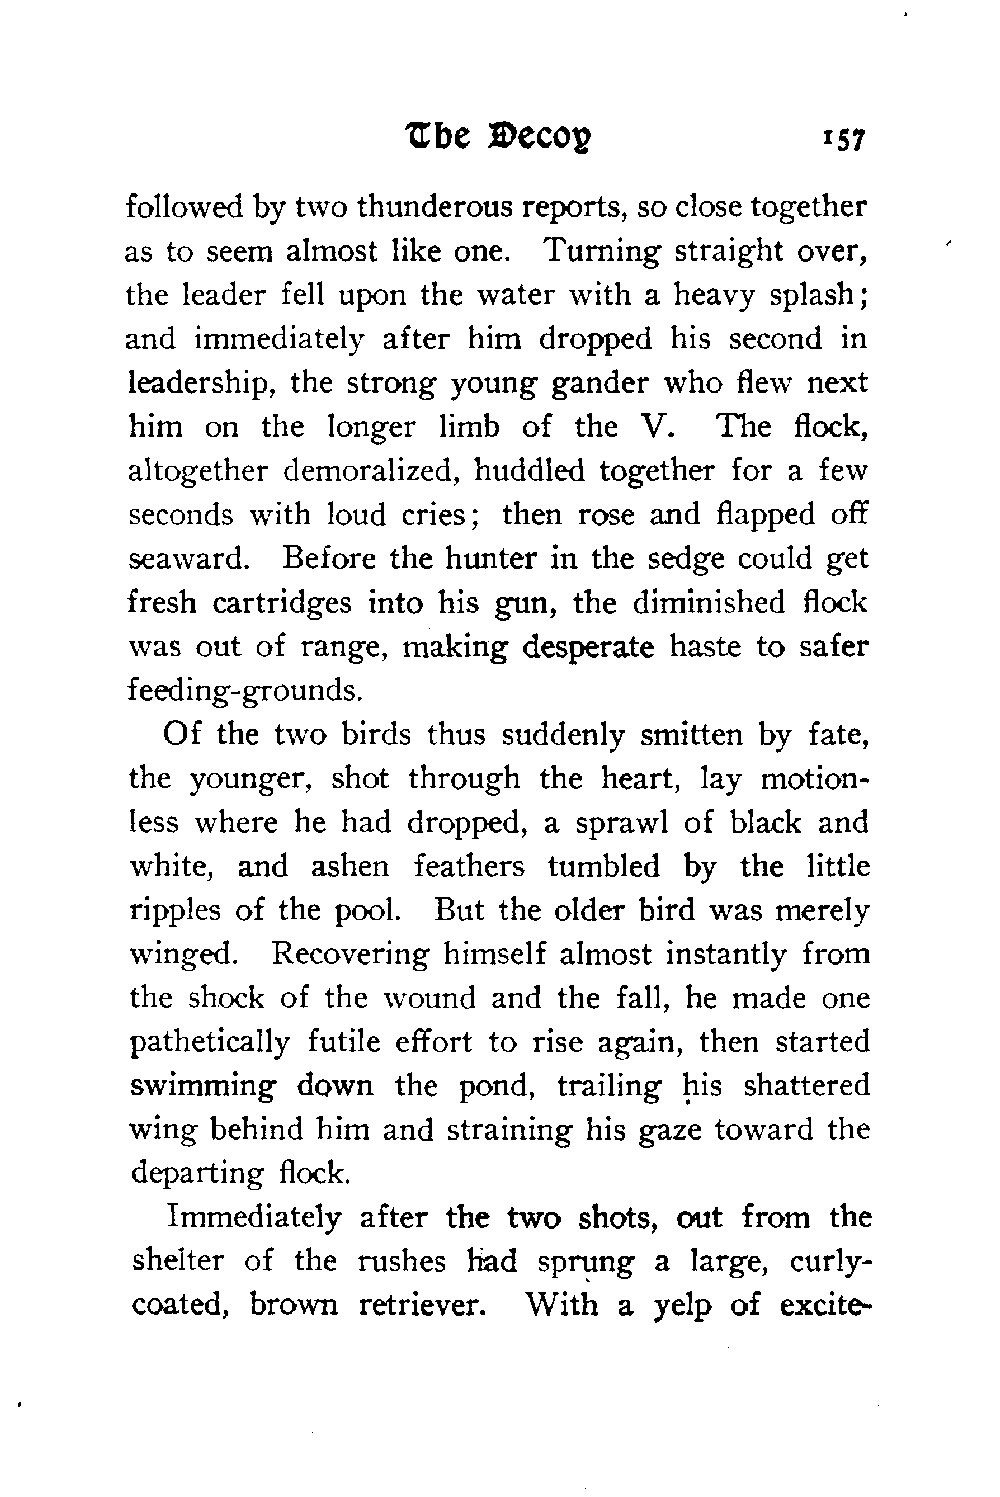 The Decoy 157
followed by two thunderous reports, so close together
as to seem almost like one. Turning straight over,
the leader fell upon the water with a heavy splash;
and immediately after him dropped his second in
leadership, the strong young gander who flew next
him on the longer limb of the V. The flock,
altogether demoralized, huddled together for a few
seconds with loud cries; then rose and flapped off
seaward. Before the hunter in the sedge could get
fresh cartridges into his gun, the diminished flock
was out of range, making desperate haste to safer
feeding-grounds.
Of the two birds thus suddenly smitten by fate,
the younger, shot through the heart, lay motion-
less where he had dropped, a sprawl of black and
white, and ashen feathers tumbled by the little
ripples of the pool. But the older bird was merely
winged. Recovering himself almost instantly from
the shock of the wound and the fall, he made one
pathetically futile effort to rise again, then started
swimming down the pond, trailing his shattered
wing behind him and straining his gaze toward the
departing flock.
Immediately after the two shots, out from the
shelter of the rushes had sprung a large, curly-
coated, brown retriever. With a yelp of excite-